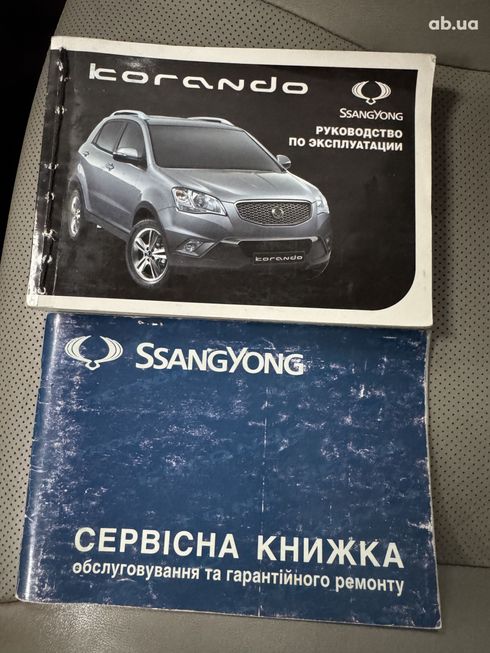 ab.ua
Korando
SSANGYONG
РУКОВОДСТВО
ПО ЭКСПЛУАТАЦИИ
Korando
SSANGYONG
СЕРВІСНА КНИЖКА
обслуговування та гарантійного ремонту